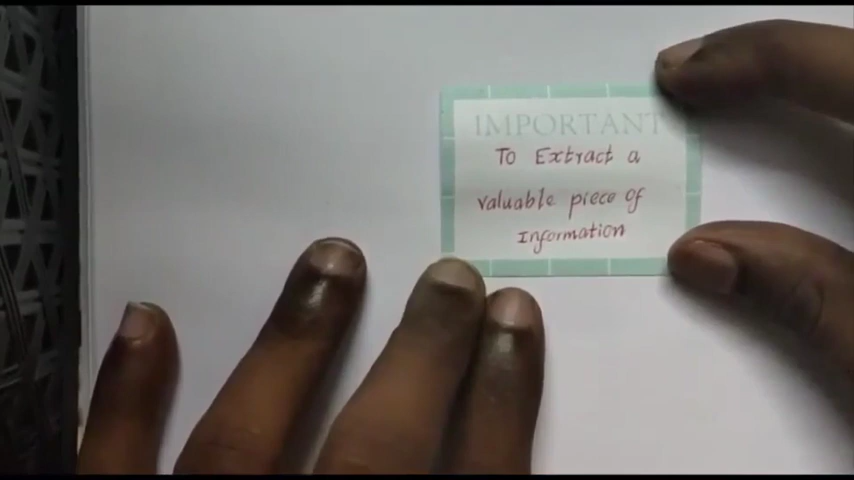 IMPORTANT
To Extract a
valuable piece of
Information